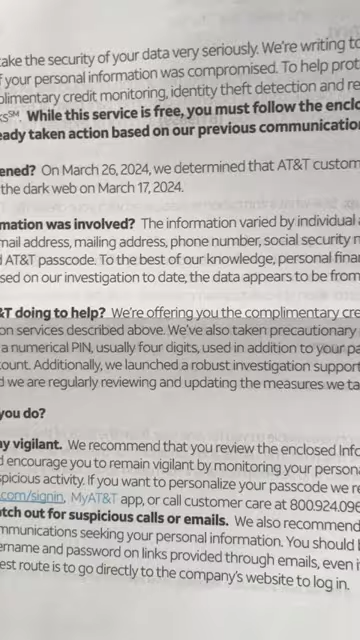 take the security of your data very seriously. We're writing to
your personal information was compromised. To help prot
plimentary credit monitoring, identity theft detection and re
ks℠. While this service is free, you must follow the enclo
eady taken action based on our previous communication
ened? On March 26, 2024, we determined that AT&T custom
the dark web on March 17, 2024.
mation was involved? The information varied by individual a
mail address, mailing address, phone number, social security n
AT&T passcode. To the best of our knowledge, personal finan
sed on our investigation to date, the data appears to be from
&T doing to help? We're offering you the complimentary cre
on services described above. We've also taken precautionary
a numerical PIN, usually four digits, used in addition to your pa
ount. Additionally, we launched a robust investigation support
d we are regularly reviewing and updating the measures we ta
you do?
ay vigilant. We recommend that you review the enclosed Info
d encourage you to remain vigilant by monitoring your persona
spicious activity. If you want to personalize your passcode we re
.com/signin, MyAT&T app, or call customer care at 800.924.096
atch out for suspicious calls or emails. We also recommend
mmunications seeking your personal information. You should b
ername and password on links provided through emails, even i
est route is to go directly to the company's website to log in.